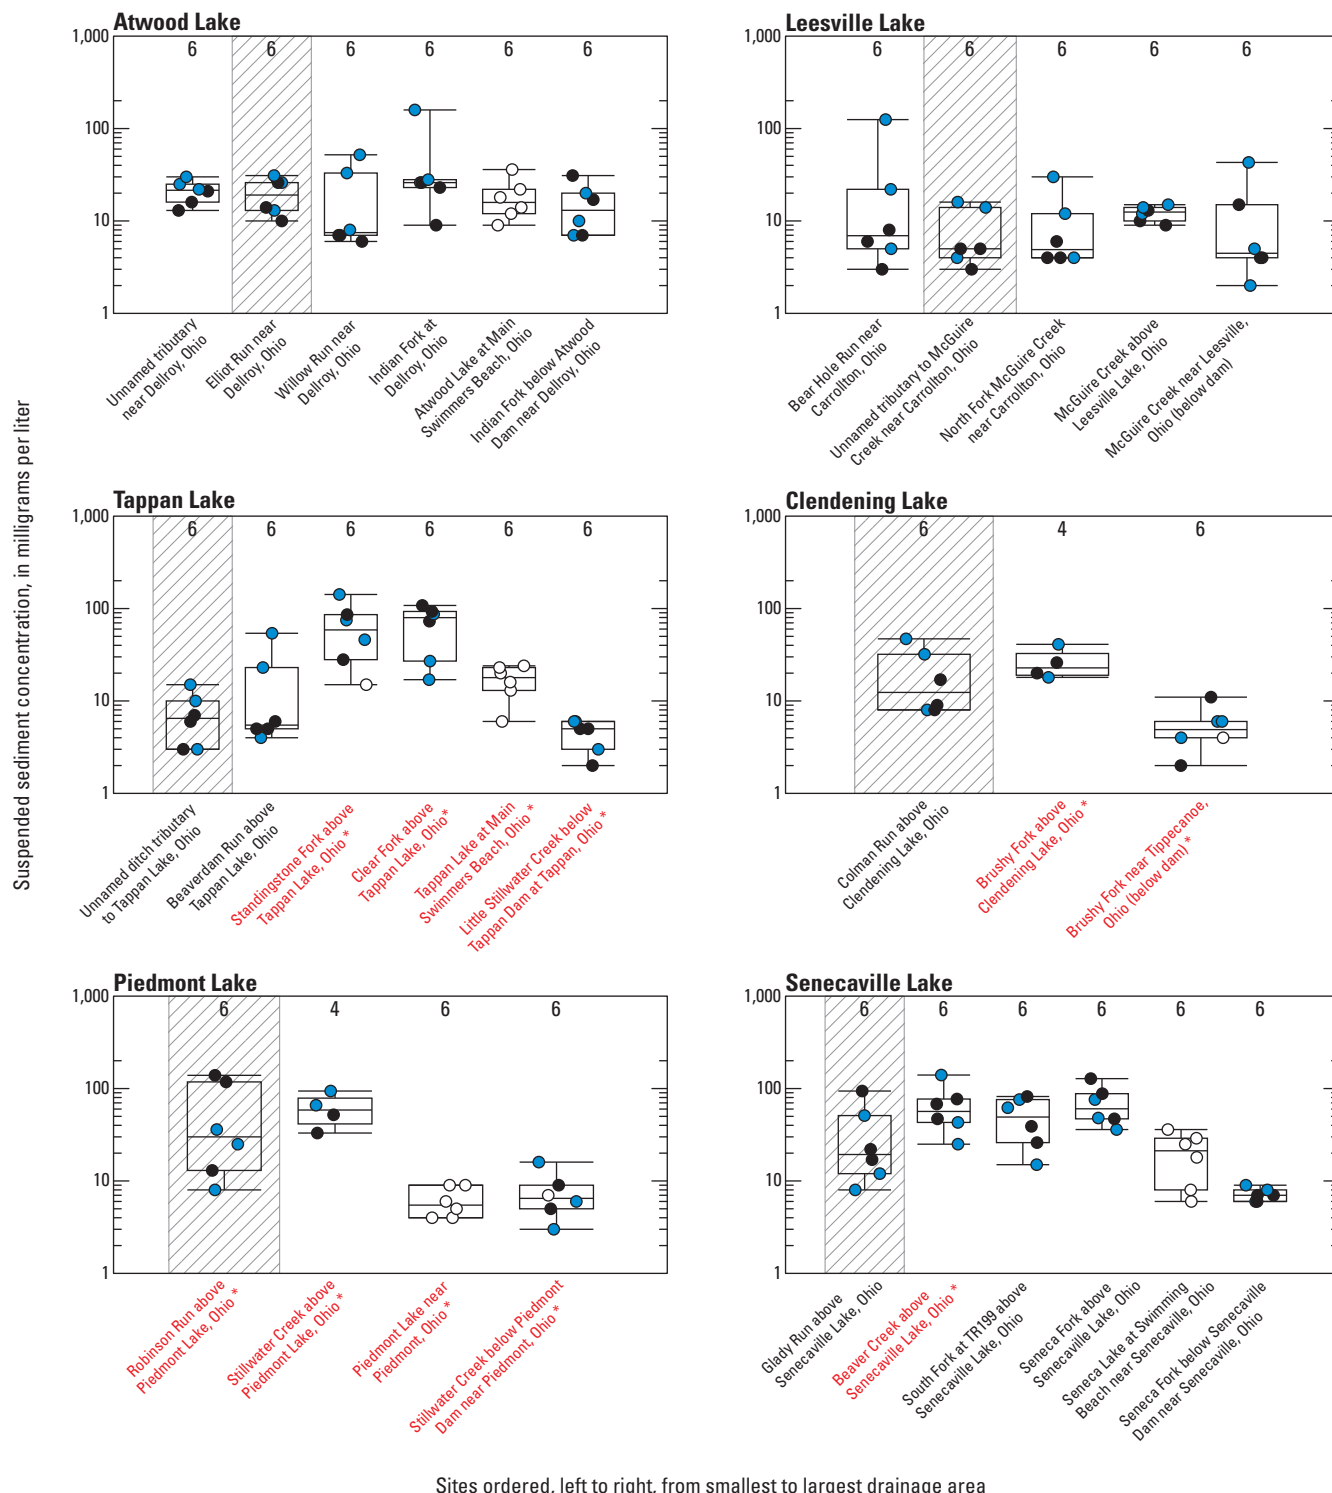 Suspended sediment concentration, in milligrams per liter
Atwood Lake
1,000
100
10
1
6 6 6 6 6 6
Unnamed tributary
near Dellroy, Ohio
Elliot Run near
Dellroy, Ohio
Willow Run near
Dellroy, Ohio
Indian Fork at
Dellroy, Ohio
Atwood Lake at Main
Swimmers Beach, Ohio
Indian Fork below Atwood
Dam near Dellroy, Ohio
Leesville Lake
1,000
100
10
1
6 6 6 6 6
Bear Hole Run near
Carrollton, Ohio
Unnamed tributary to McGuire
Creek near Carrollton, Ohio
North Fork McGuire Creek
near Carrollton, Ohio
McGuire Creek above
Leesville Lake, Ohio
McGuire Creek near Leesville,
Ohio (below dam)
Tappan Lake
1,000
100
10
1
6 6 6 6 6 6
Unnamed ditch tributary
to Tappan Lake, Ohio
Beaverdam Run above
Tappan Lake, Ohio
Standingstone Fork above
Tappan Lake, Ohio *
Clear Fork above
Tappan Lake, Ohio *
Tappan Lake at Main
Swimmers Beach, Ohio *
Little Stillwater Creek below
Tappan Dam at Tappan, Ohio *
Clendening Lake
1,000
100
10
1
6 4 6
Colman Run above
Clendening Lake, Ohio
Brushy Fork above
Clendening Lake, Ohio *
Brushy Fork near Tippecanoe,
Ohio (below dam) *
Piedmont Lake
1,000
100
10
1
6 4 6 6
Robinson Run above
Piedmont Lake, Ohio *
Stillwater Creek above
Piedmont Lake, Ohio *
Piedmont Lake near
Piedmont, Ohio *
Stillwater Creek below Piedmont
Dam near Piedmont, Ohio *
Senecaville Lake
1,000
100
10
1
6 6 6 6 6 6
Glady Run above
Senecaville Lake, Ohio
Beaver Creek above
Senecaville Lake, Ohio *
South Fork at TR199 above
Senecaville Lake, Ohio
Seneca Fork above
Senecaville Lake, Ohio
Seneca Lake at Swimming
Beach near Senecaville, Ohio
Seneca Fork below Senecaville
Dam near Senecaville, Ohio
Sites ordered, left to right, from smallest to largest drainage area